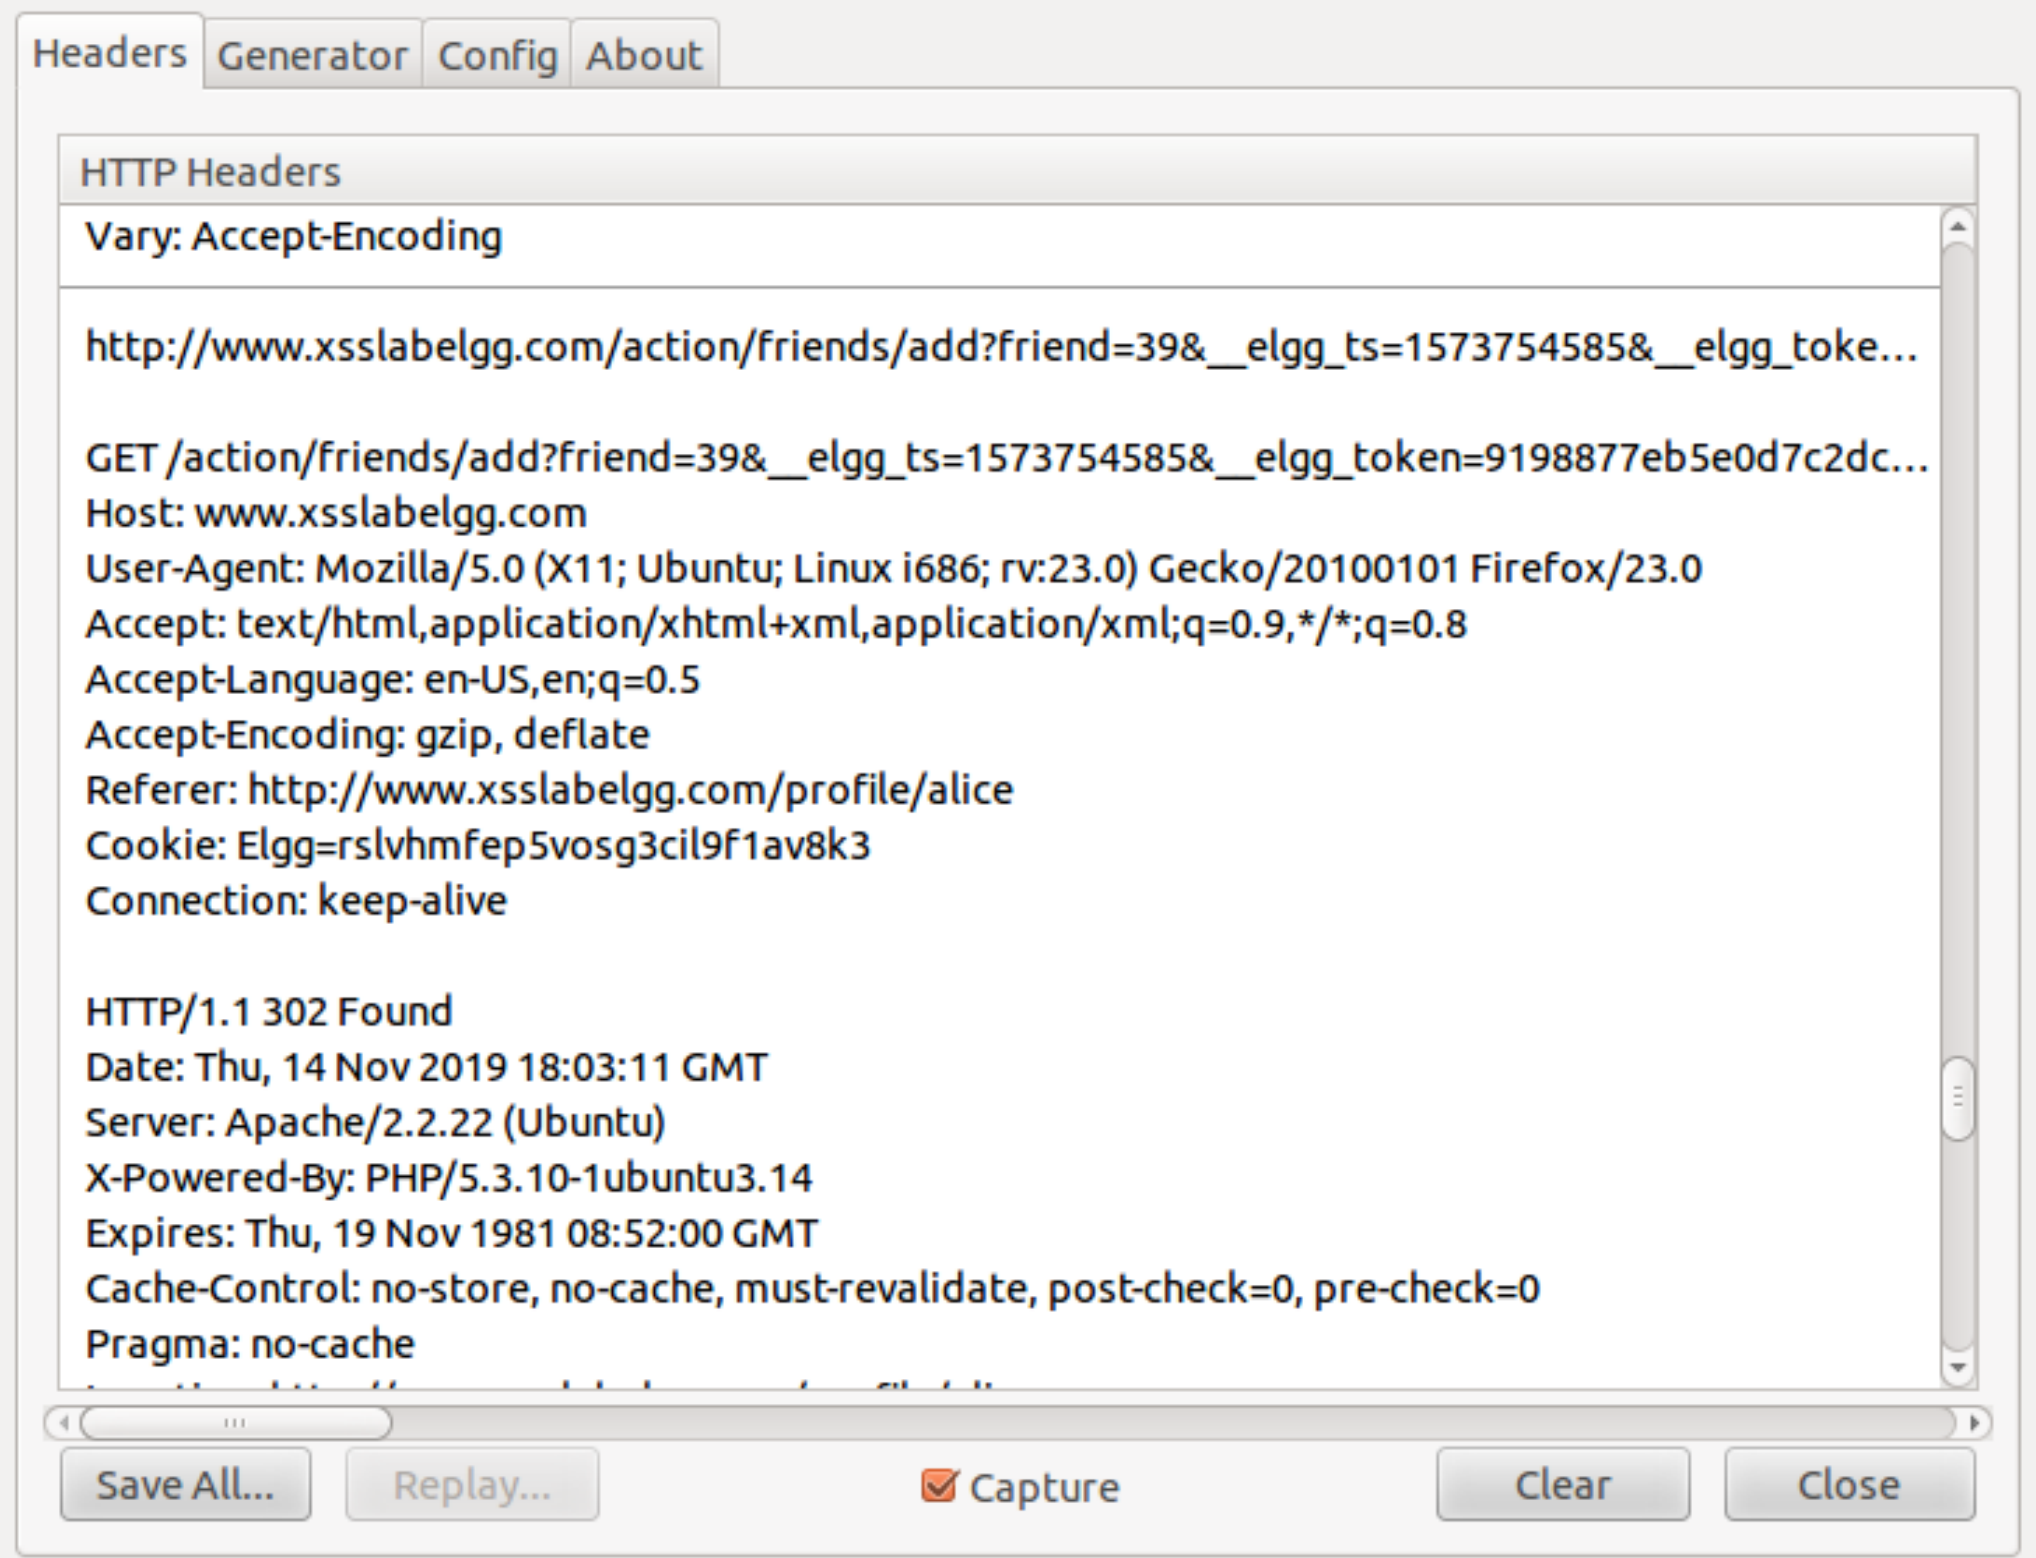 Headers Generator Config About
HTTP Headers
Vary: Accept-Encoding
http://www.xsslabelgg.com/action/friends/add?friend=39&__elgg_ts=1573754585&__elgg_toke...
GET /action/friends/add?friend=39&__elgg_ts=1573754585&__elgg_token=9198877eb5e0d7c2dc...
Host: www.xsslabelgg.com
User-Agent: Mozilla/5.0 (X11; Ubuntu; Linux i686; rv:23.0) Gecko/20100101 Firefox/23.0
Accept: text/html,application/xhtml+xml,application/xml;q=0.9,*/*;q=0.8
Accept-Language: en-US,en;q=0.5
Accept-Encoding: gzip, deflate
Referer: http://www.xsslabelgg.com/profile/alice
Cookie: Elgg=rslvhmfep5vosg3cil9f1av8k3
Connection: keep-alive
HTTP/1.1 302 Found
Date: Thu, 14 Nov 2019 18:03:11 GMT
Server: Apache/2.2.22 (Ubuntu)
X-Powered-By: PHP/5.3.10-1ubuntu3.14
Expires: Thu, 19 Nov 1981 08:52:00 GMT
Cache-Control: no-store, no-cache, must-revalidate, post-check=0, pre-check=0
Pragma: no-cache
Save All... Replay... Capture Clear Close